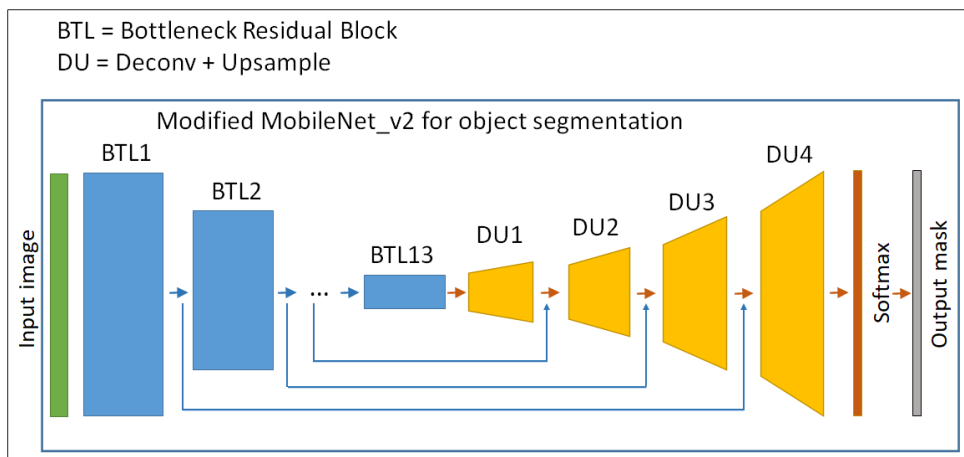 BTL = Bottleneck Residual Block
DU = Deconv + Upsample
Modified MobileNet_v2 for object segmentation
BTL1
BTL2
...
BTL13
DU1
DU2
DU3
DU4
Input image
Softmax
Output mask